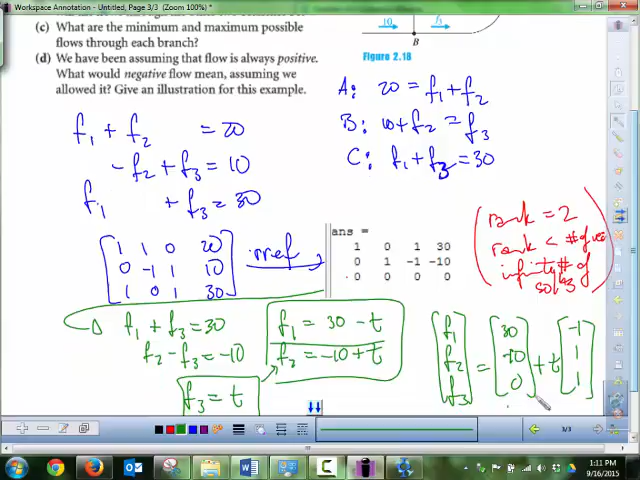 Untitled, Page 3/3 (Zoom 100%) *
(c) What are the minimum and maximum possible
flows through each branch?
(d) We have been assuming that flow is always positive.
What would negative flow mean, assuming we
allowed it? Give an illustration for this example.
10
f₁
B
Figure 2.18
A: 20 = f₁ + f₂
B: 10 + f₂ = f₃
C: f₁ + f₃ = 30
f₁ + f₂ = 20
-f₂ + f₃ = 10
f₁ + f₃ = 30
1 1 0 20
0 -1 1 10
1 0 1 30
rref
ans =
1 0 1 30
0 1 -1 -10
0 0 0 0
rank = 2
rank < # of
infinity # of
sol's
f₁ + f₃ = 30
f₂ - f₃ = -10
f₃ = t
f₁ = 30 - t
f₂ = -10 + t
f₁ 30 -1
f₂ = -10 + t 1
f₃ 0 1
3/3
1:11 PM
9/16/2015